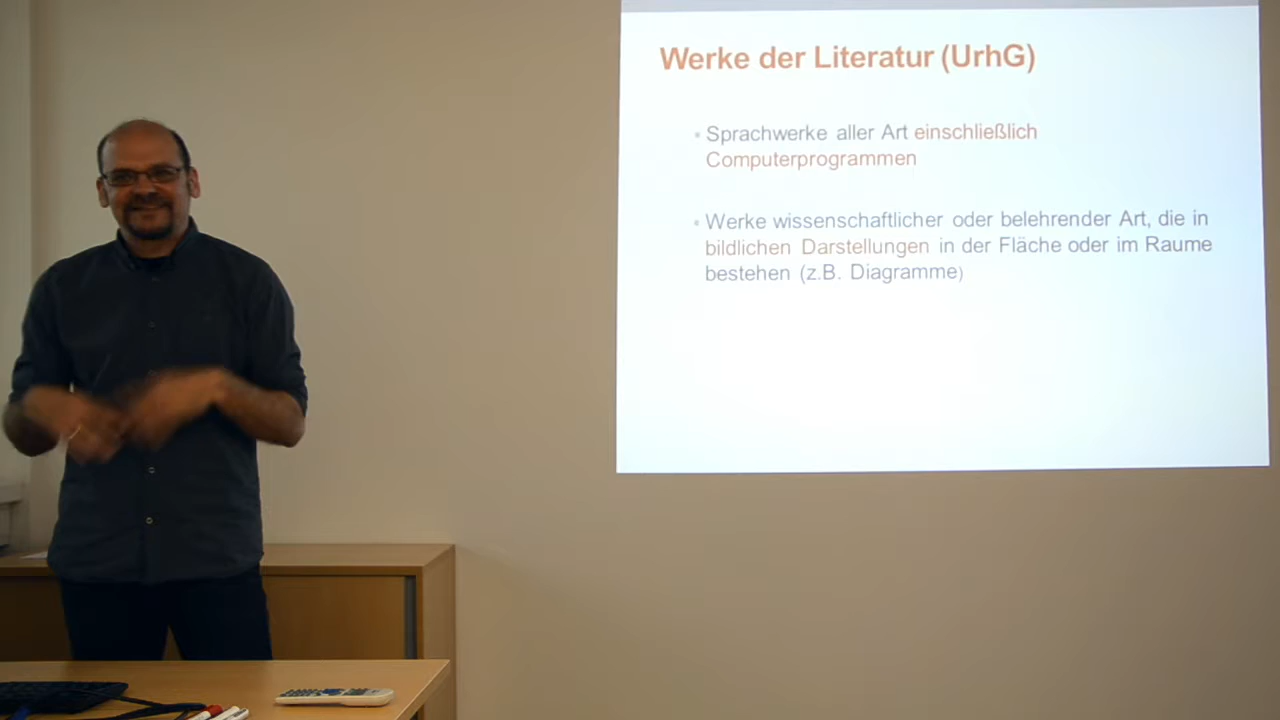 Werke der Literatur (UrhG)
Sprachwerke aller Art einschließlich
Computerprogrammen
Werke wissenschaftlicher oder belehrender Art, die in
bildlichen Darstellungen in der Fläche oder im Raume
bestehen (z.B. Diagramme)